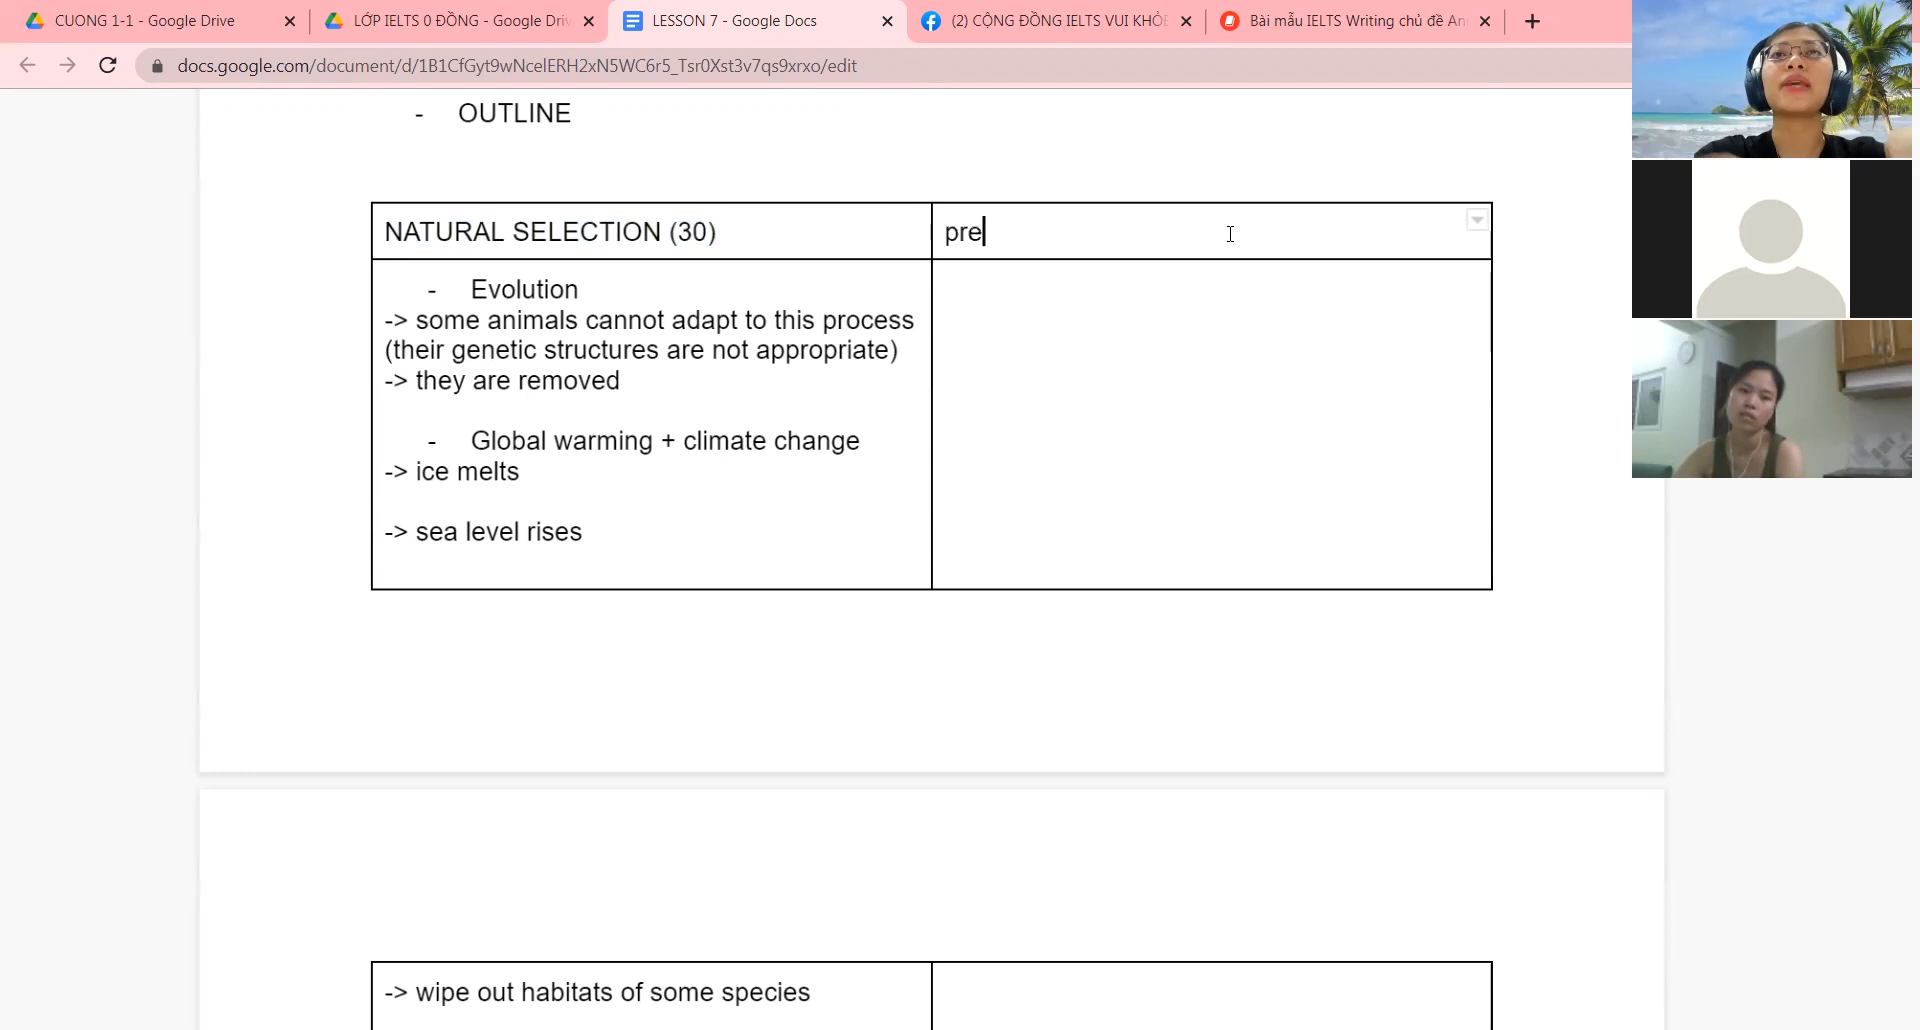 CUONG 1-1 - Google Drive
LỚP IELTS 0 ĐỒNG - Google Driv
LESSON 7 - Google Docs
(2) CỘNG ĐỒNG IELTS VUI KHỎE
Bài mẫu IELTS Writing chủ đề An
docs.google.com/document/d/1B1CfGyt9wNcelERH2xN5WC6r5_Tsr0Xst3v7qs9xrxo/edit
- OUTLINE
NATURAL SELECTION (30)
pre
- Evolution
-> some animals cannot adapt to this process
(their genetic structures are not appropriate)
-> they are removed
- Global warming + climate change
-> ice melts
-> sea level rises
-> wipe out habitats of some species